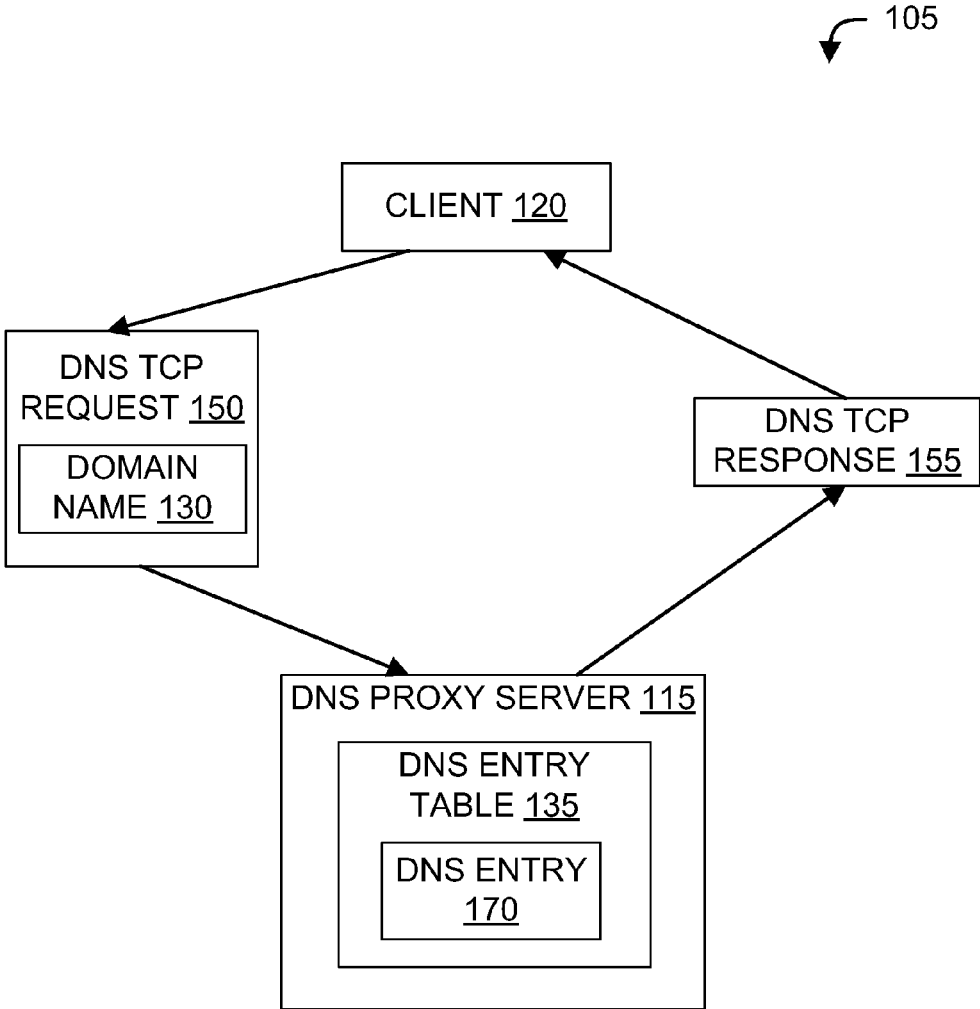 105
CLIENT 120
DNS TCP
REQUEST 150
DOMAIN
NAME 130
DNS TCP
RESPONSE 155
DNS PROXY SERVER 115
DNS ENTRY
TABLE 135
DNS ENTRY
170